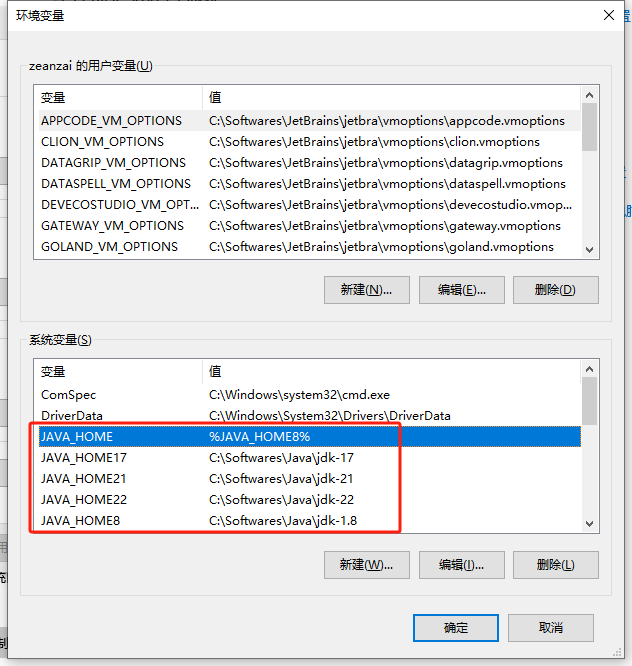 环境变量
zeanzai 的用户变量(U)
变量 值
APPCODE_VM_OPTIONS C:\Softwares\JetBrains\jetbra\vmoptions\appcode.vmoptions
CLION_VM_OPTIONS C:\Softwares\JetBrains\jetbra\vmoptions\clion.vmoptions
DATAGRIP_VM_OPTIONS C:\Softwares\JetBrains\jetbra\vmoptions\datagrip.vmoptions
DATASPELL_VM_OPTIONS C:\Softwares\JetBrains\jetbra\vmoptions\dataspell.vmoptions
DEVECOSTUDIO_VM_OPT... C:\Softwares\JetBrains\jetbra\vmoptions\devecostudio.vmop...
GATEWAY_VM_OPTIONS C:\Softwares\JetBrains\jetbra\vmoptions\gateway.vmoptions
GOLAND_VM_OPTIONS C:\Softwares\JetBrains\jetbra\vmoptions\goland.vmoptions
新建(N)... 编辑(E)... 删除(D)
系统变量(S)
变量 值
ComSpec C:\Windows\system32\cmd.exe
DriverData C:\Windows\System32\Drivers\DriverData
JAVA_HOME %JAVA_HOME8%
JAVA_HOME17 C:\Softwares\Java\jdk-17
JAVA_HOME21 C:\Softwares\Java\jdk-21
JAVA_HOME22 C:\Softwares\Java\jdk-22
JAVA_HOME8 C:\Softwares\Java\jdk-1.8
新建(W)... 编辑(I)... 删除(L)
确定 取消